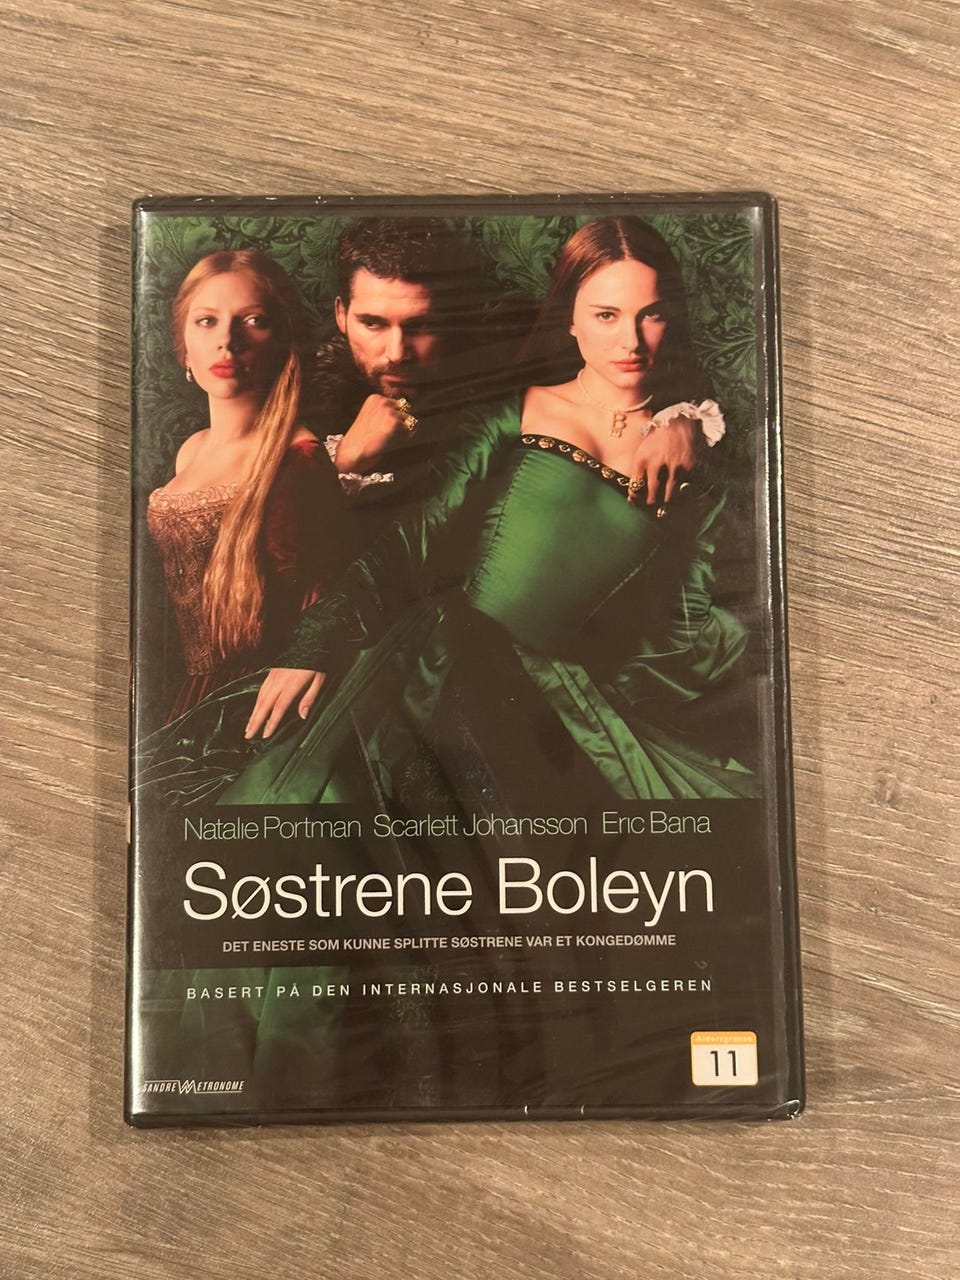 Natalie Portman Scarlett Johansson Eric Bana
Søstrene Boleyn
DET ENESTE SOM KUNNE SPLITTE SØSTRENE VAR ET KONGEDØMME
BASERT PÅ DEN INTERNASJONALE BESTSELGEREN
Aldersgrense
11
SANDREW METRONOME
B